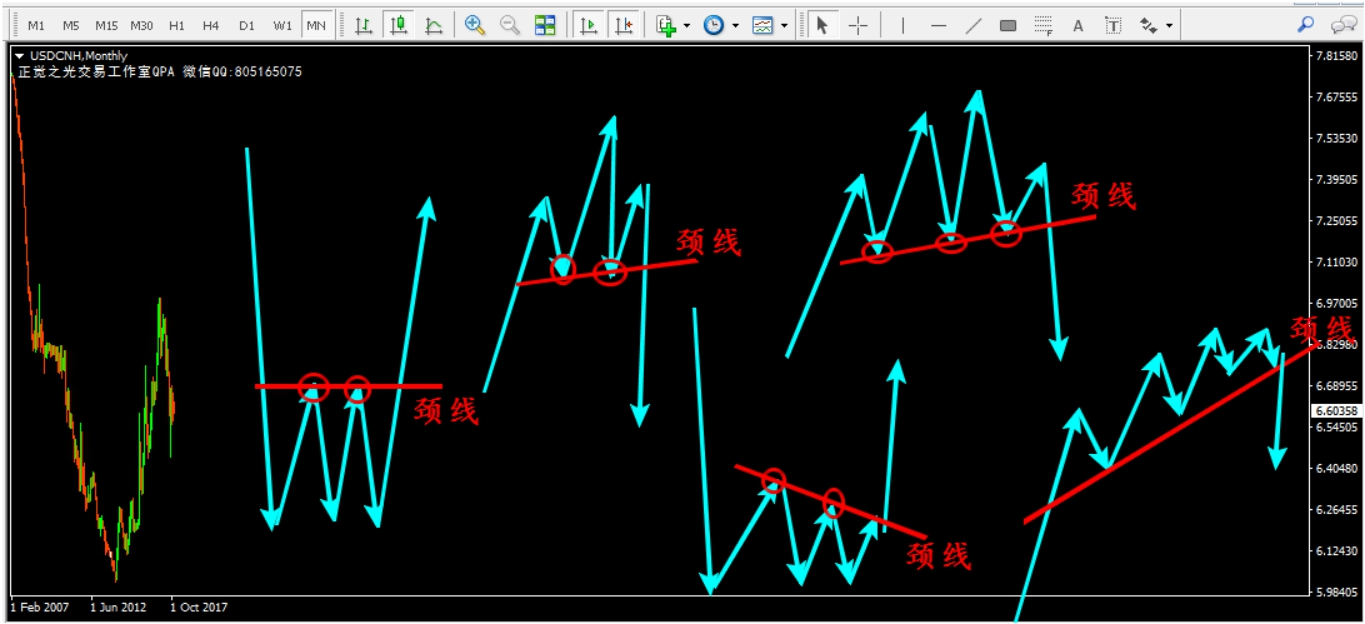 M1 M5 M15 M30 H1 H4 D1 W1 MN
F A T
USDCNH,Monthly
正觉之光交易工作室QPA 微信QQ:805165075
7.81580
7.67555
7.53530
7.39505
颈线
7.25055
颈线
7.11030
6.97005
颈线
6.82980
6.68955
颈线
6.60358
6.54505
6.40480
6.26455
颈线
6.12430
5.98405
1 Feb 2007 1 Jun 2012 1 Oct 2017